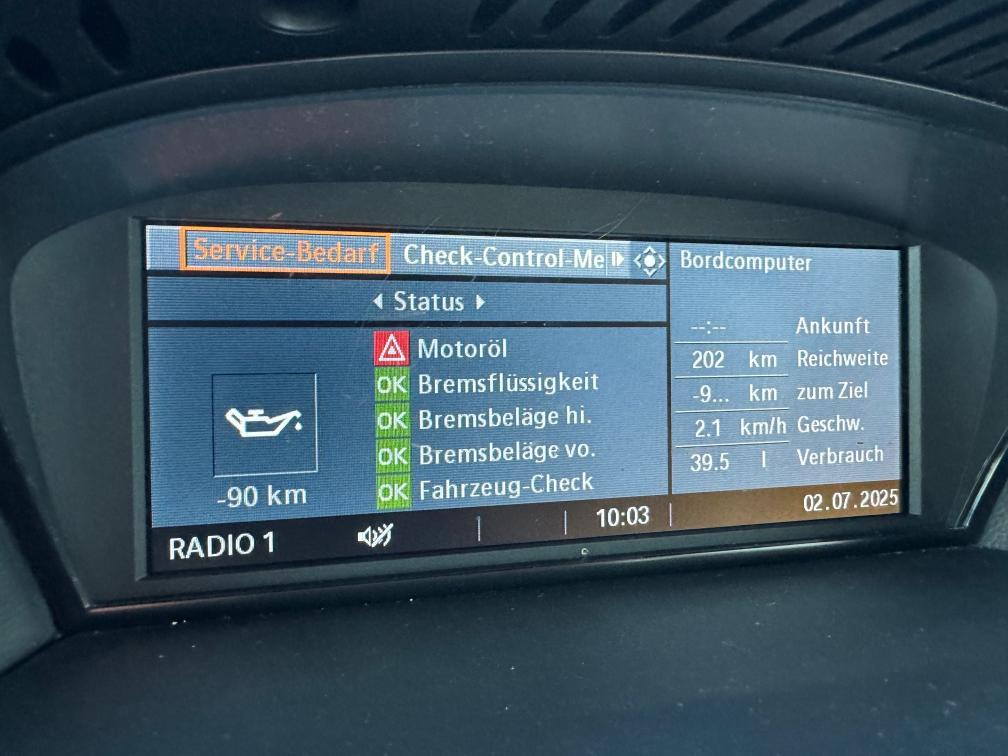 Service-Bedarf Check-Control-Me
Status
Motoröl
OK Bremsflüssigkeit
OK Bremsbeläge hi.
OK Bremsbeläge vo.
OK Fahrzeug-Check
-90 km
Bordcomputer
--:-- Ankunft
202 km Reichweite
-9... km zum Ziel
2.1 km/h Geschw.
39.5 l Verbrauch
RADIO 1
10:03
02.07.2025